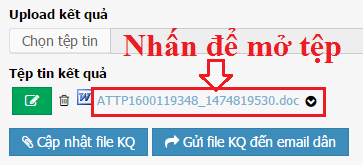 Upload kết quả
Chọn tệp tin
Nhấn để mở tệp
Tệp tin kết quả
ATTP1600119348_1474819530.doc
Cập nhật file KQ
Gửi file KQ đến email dân